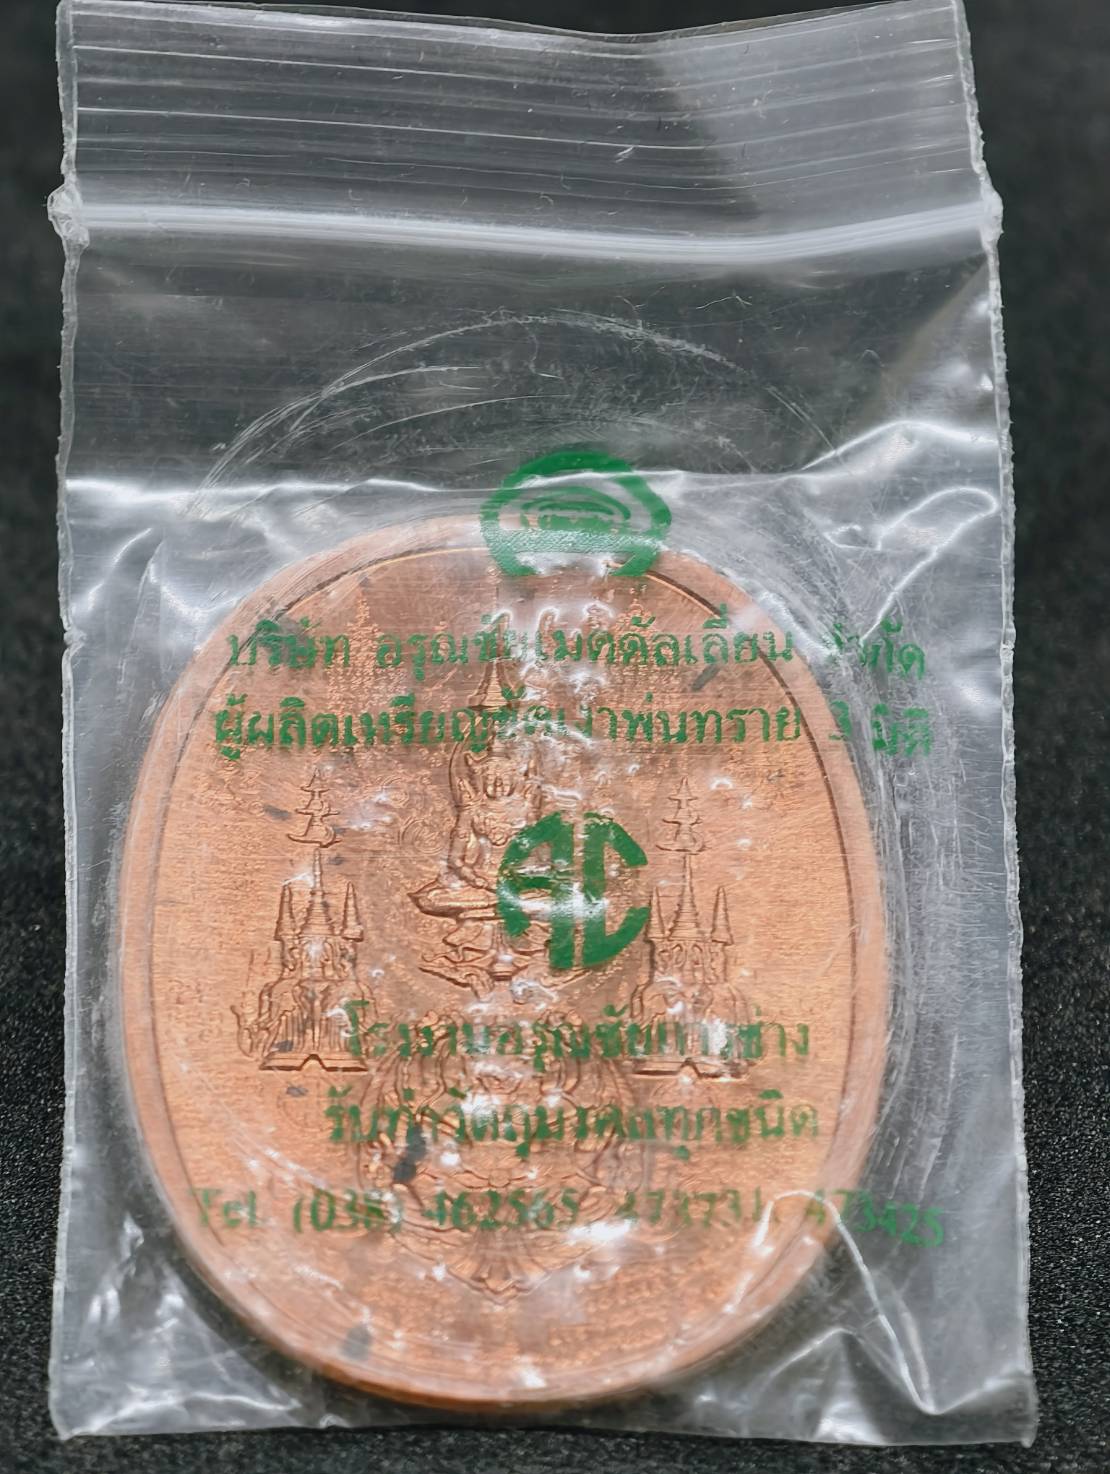 บริษัท อรุณชัยเมดดัลเลี่ยน จำกัด
ผู้ผลิตเหรียญขัดเงาพ่นทราย 3 มิติ
AC
โรงงานอรุณชัยการช่าง
รับทำวัตถุมงคลทุกชนิด
Tel. (038) 462565, 473731, 473425